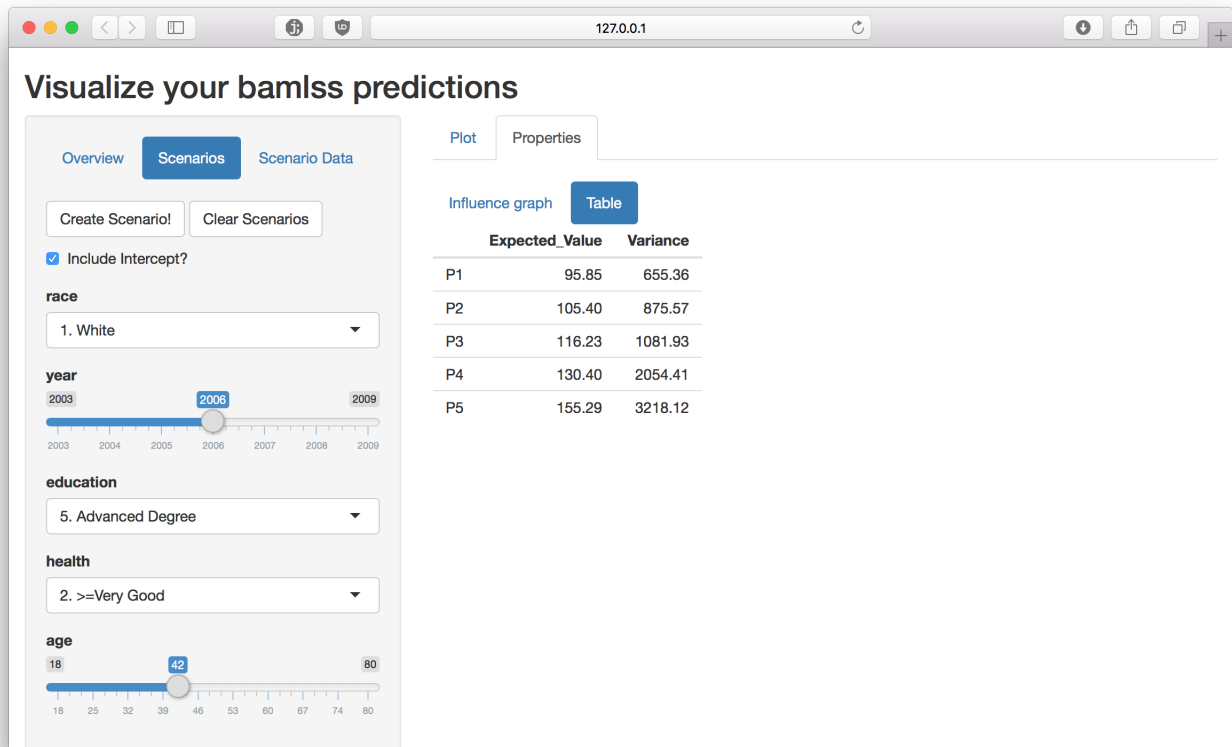 127.0.0.1
Visualize your bamlss predictions
Overview Scenarios Scenario Data
Create Scenario! Clear Scenarios
Include Intercept?
race
1. White
year
2003 2006 2009
2003 2004 2005 2006 2007 2008 2009
education
5. Advanced Degree
health
2. >=Very Good
age
18 42 80
18 25 32 39 46 53 60 67 74 80
Plot Properties
Influence graph Table
Expected_Value Variance
P1 95.85 655.36
P2 105.40 875.57
P3 116.23 1081.93
P4 130.40 2054.41
P5 155.29 3218.12